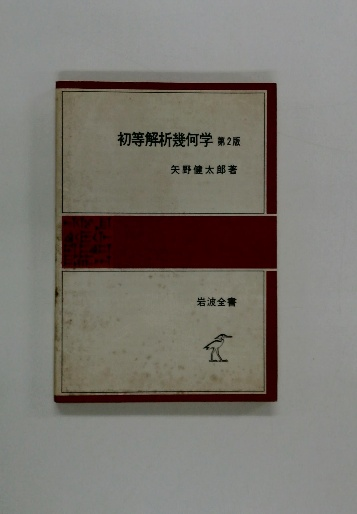 初等解析幾何学 第2版
矢野健太郎著
岩波全書